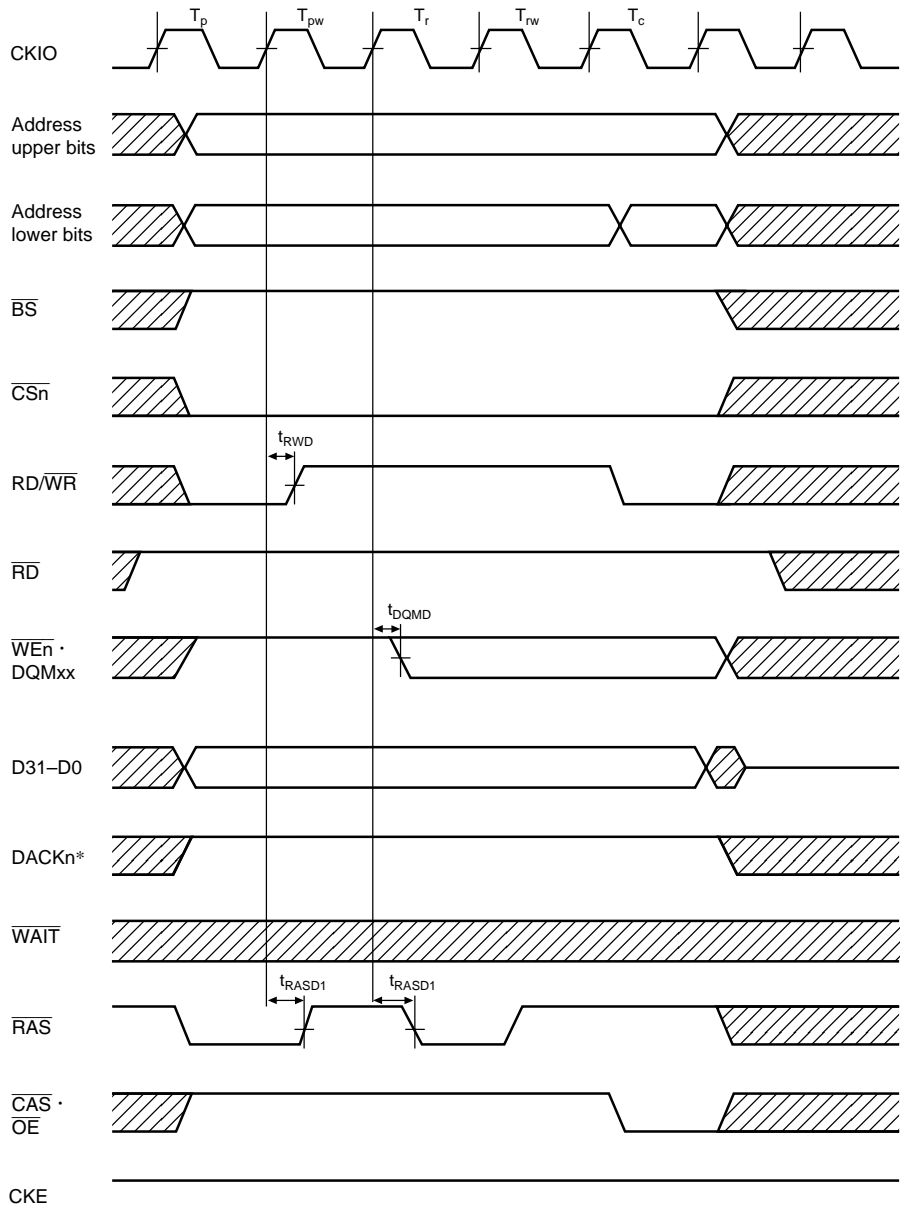 Tp Tpw Tr Trw Tc
CKIO
Address
upper bits
Address
lower bits
BS
CSn
tRWD
RD/WR
RD
tDQMD
WEn・
DQMxx
D31–D0
DACKn*
WAIT
tRASD1 tRASD1
RAS
CAS・
OE
CKE